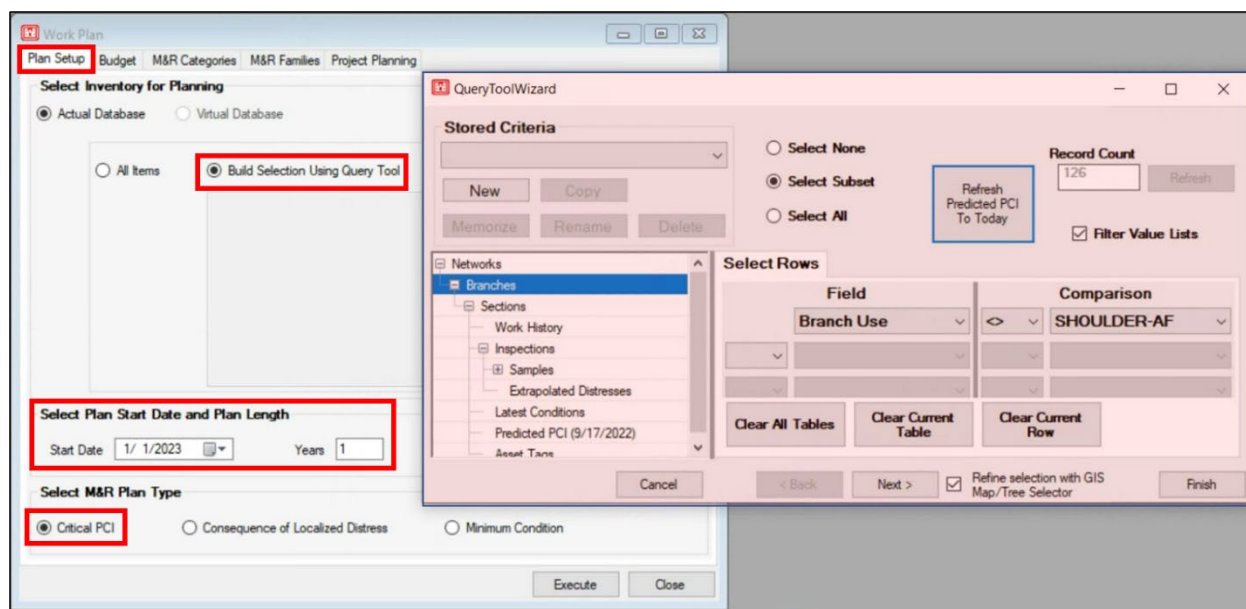 Work Plan
Plan Setup Budget M&R Categories M&R Families Project Planning
Select Inventory for Planning
Actual Database Virtual Database
All Items Build Selection Using Query Tool
Select Plan Start Date and Plan Length
Start Date 1/ 1/2023 Years 1
Select M&R Plan Type
Critical PCI Consequence of Localized Distress Minimum Condition
Execute Close
QueryToolWizard
Stored Criteria
New Copy
Memorize Rename Delete
Select None
Select Subset
Select All
Refresh
Predicted PCI
To Today
Record Count
126 Refresh
Filter Value Lists
Networks
Branches
Sections
Work History
Inspections
Samples
Extrapolated Distresses
Latest Conditions
Predicted PCI (9/17/2022)
Asset Tags
Select Rows
Field Comparison
Branch Use <> SHOULDER-AF
Clear All Tables
Clear Current
Table
Clear Current
Row
Cancel < Back Next >
Refine selection with GIS
Map/Tree Selector
Finish